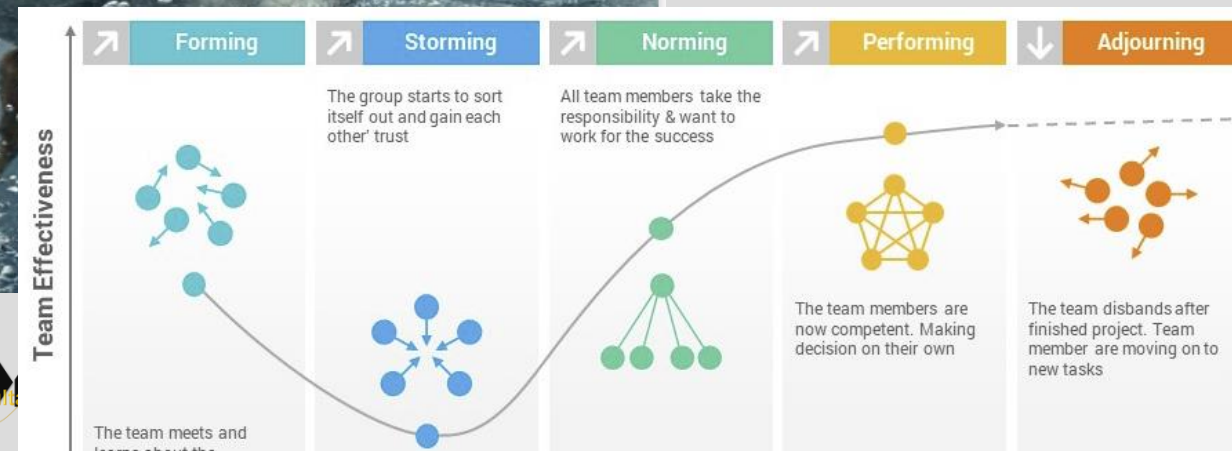 Team Effectiveness
Forming
Storming
Norming
Performing
Adjourning
The team meets and
The group starts to sort
itself out and gain each
other' trust
All team members take the
responsibility & want to
work for the success
The team members are
now competent. Making
decision on their own
The team disbands after
finished project. Team
member are moving on to
new tasks